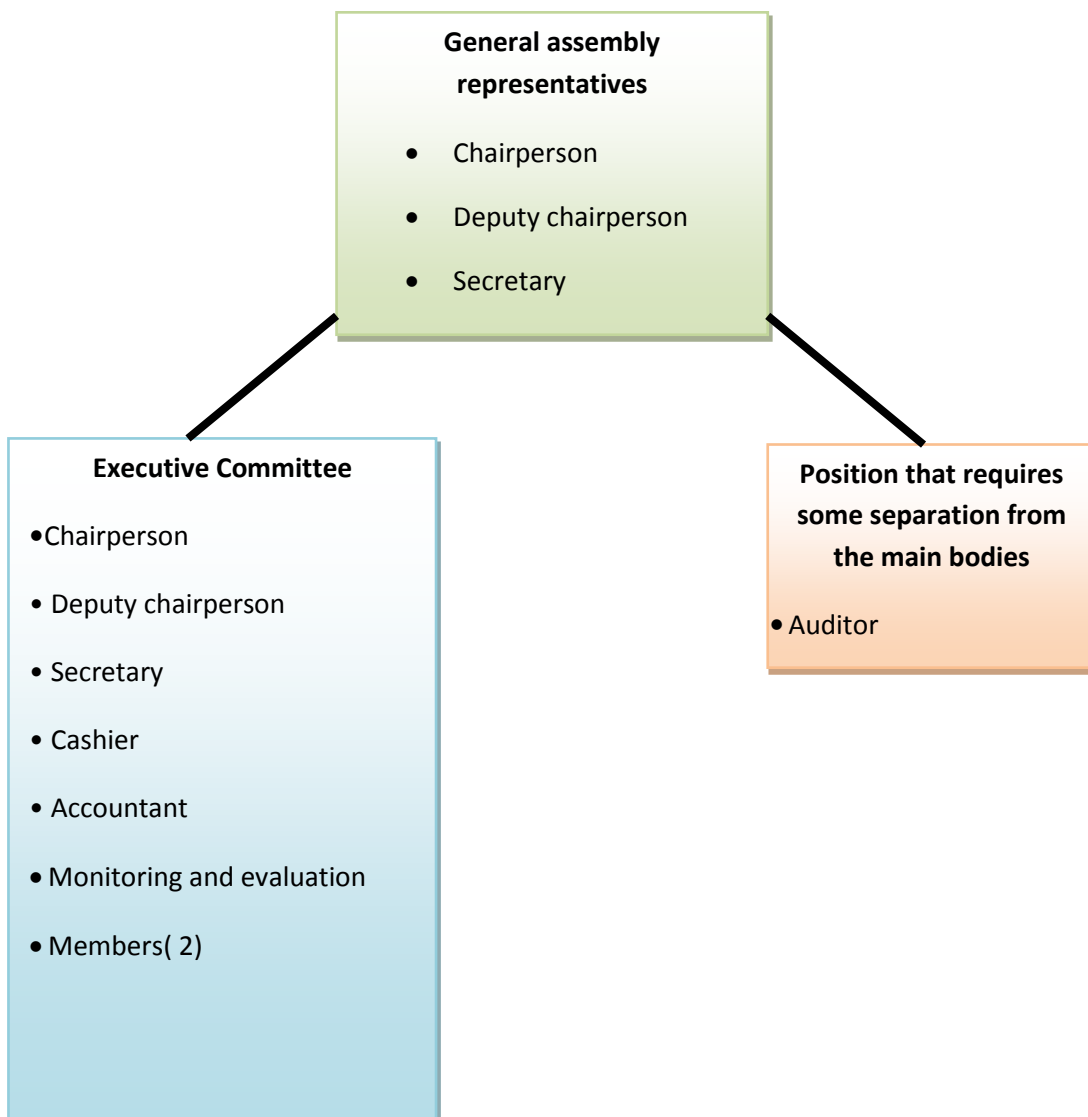 General assembly
representatives
• Chairperson
• Deputy chairperson
• Secretary
Executive Committee
•Chairperson
• Deputy chairperson
• Secretary
• Cashier
• Accountant
• Monitoring and evaluation
• Members( 2)
Position that requires
some separation from
the main bodies
• Auditor